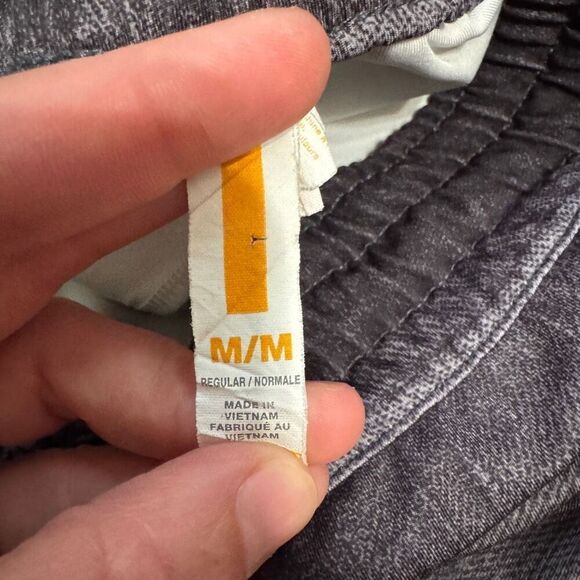 M/M
REGULAR / NORMALE
MADE IN
VIETNAM
FABRIQUÉ AU
VIETNAM